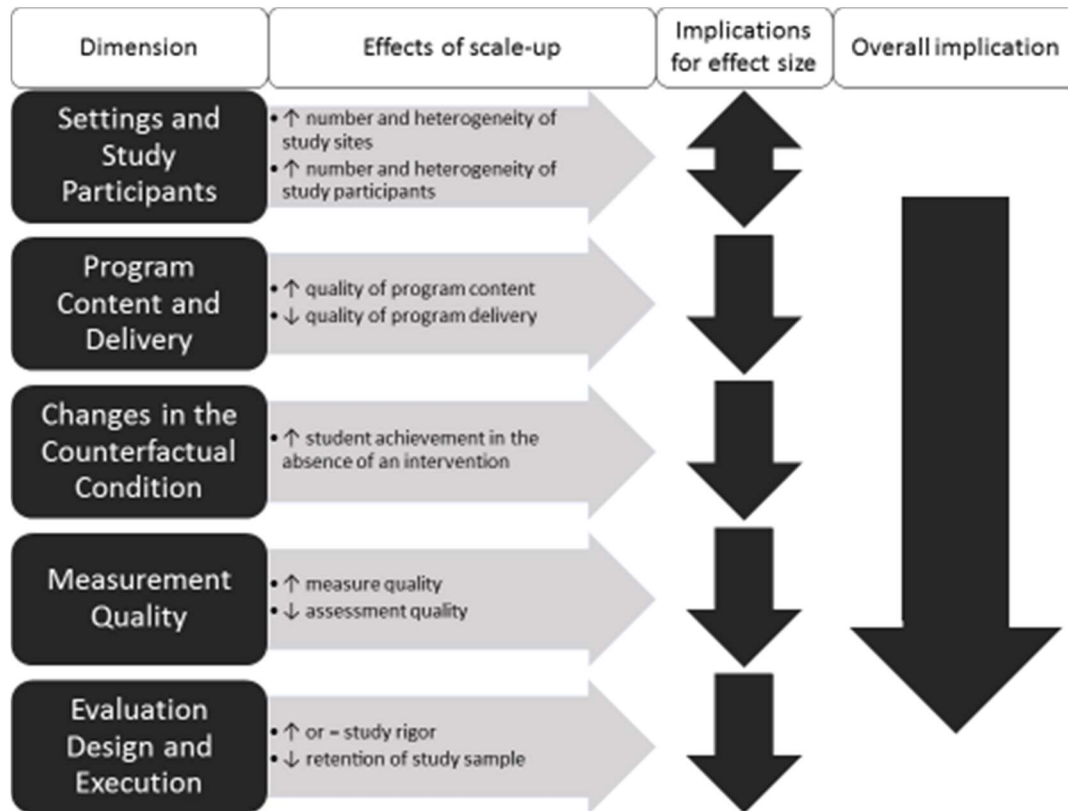 Dimension
Effects of scale-up
Implications
for effect size
Overall implication
Settings and
Study
Participants
• ↑ number and heterogeneity of
study sites
• ↑ number and heterogeneity of
study participants
Program
Content and
Delivery
• ↑ quality of program content
• ↓ quality of program delivery
Changes in the
Counterfactual
Condition
• ↑ student achievement in the
absence of an intervention
Measurement
Quality
• ↑ measure quality
• ↓ assessment quality
Evaluation
Design and
Execution
• ↑ or = study rigor
• ↓ retention of study sample